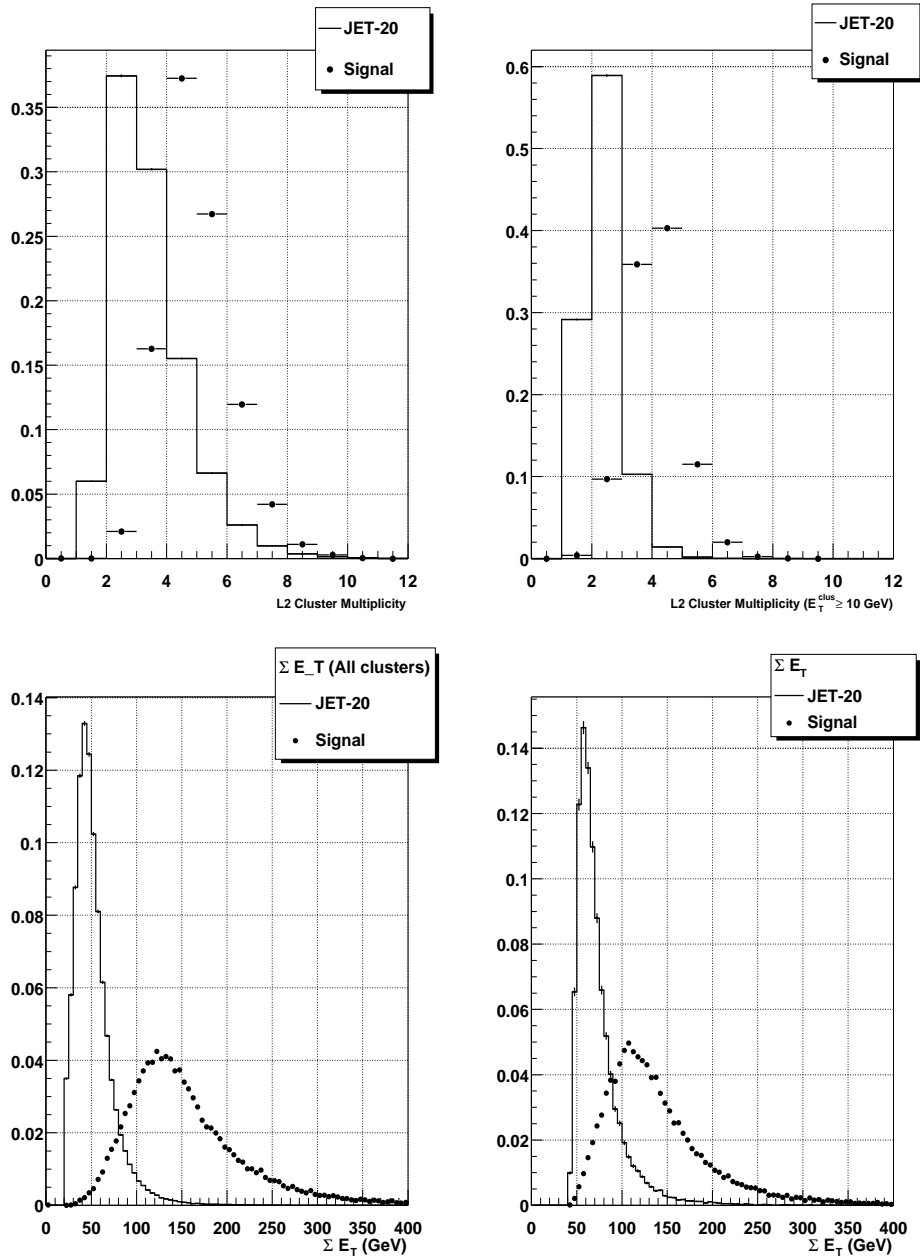 JET-20
Signal
0.35
0.3
0.25
0.2
0.15
0.1
0.05
0
0 2 4 6 8 10 12
L2 Cluster Multiplicity
JET-20
Signal
0.6
0.5
0.4
0.3
0.2
0.1
0
0 2 4 6 8 10 12
L2 Cluster Multiplicity (E_T^clus ≥ 10 GeV)
Σ E_T (All clusters)
JET-20
Signal
0.14
0.12
0.1
0.08
0.06
0.04
0.02
0
0 50 100 150 200 250 300 350 400
Σ E_T (GeV)
Σ E_T
JET-20
Signal
0.14
0.12
0.1
0.08
0.06
0.04
0.02
0
0 50 100 150 200 250 300 350 400
Σ E_T (GeV)